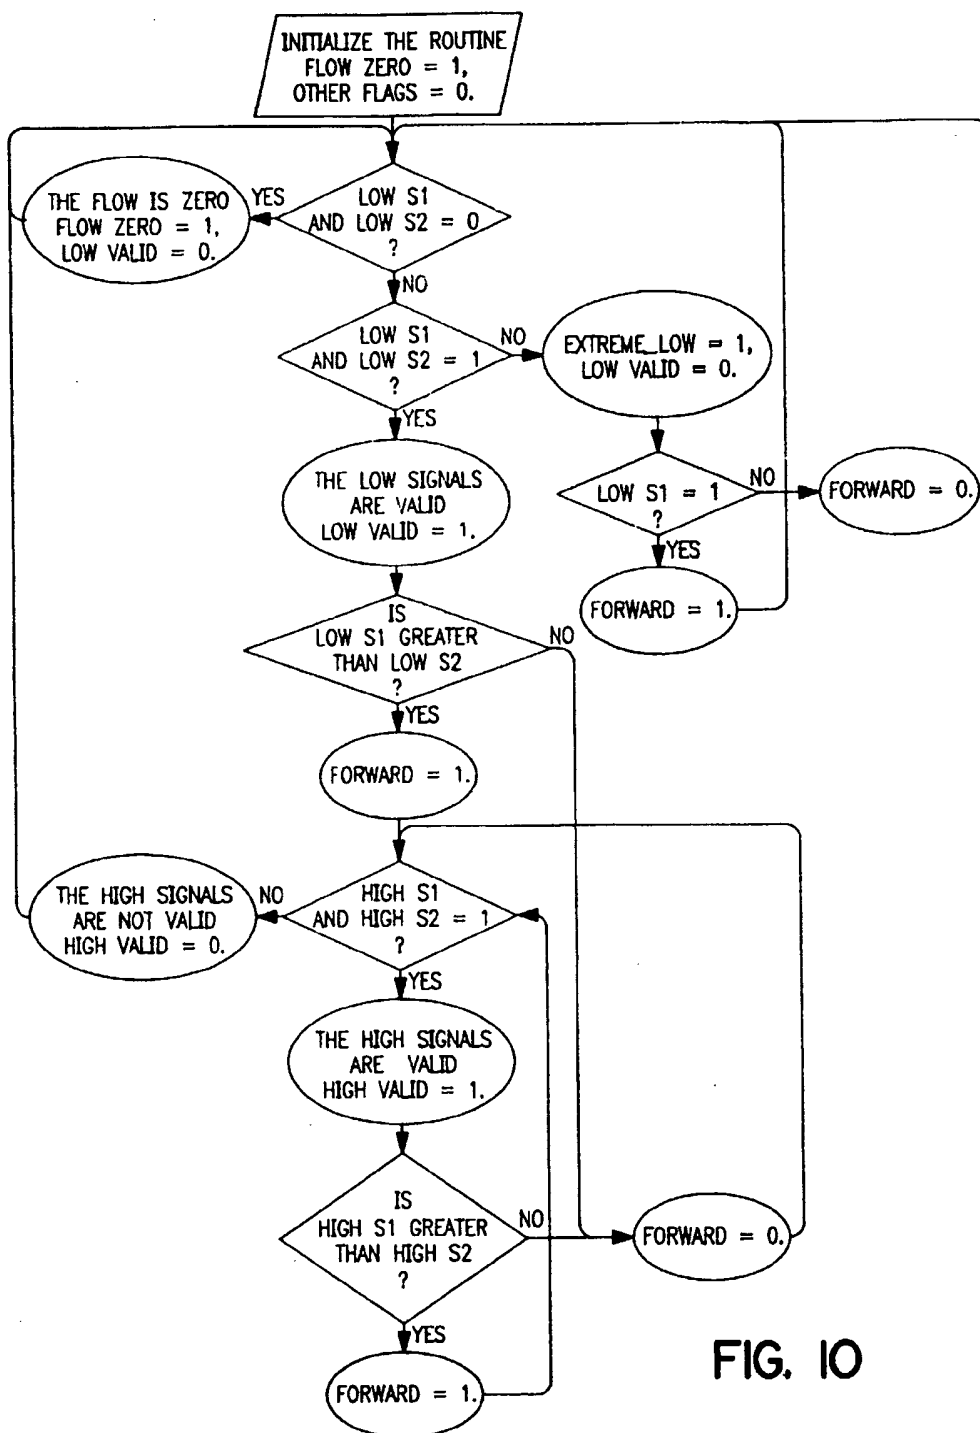 INITIALIZE THE ROUTINE
FLOW ZERO = 1,
OTHER FLAGS = 0.
LOW S1
AND LOW S2 = 0
?
YES
THE FLOW IS ZERO
FLOW ZERO = 1,
LOW VALID = 0.
NO
LOW S1
AND LOW S2 = 1
?
NO
EXTREME_LOW = 1,
LOW VALID = 0.
YES
THE LOW SIGNALS
ARE VALID
LOW VALID = 1.
LOW S1 = 1
?
NO
FORWARD = 0.
YES
FORWARD = 1.
IS
LOW S1 GREATER
THAN LOW S2
?
NO
YES
FORWARD = 1.
HIGH S1
AND HIGH S2 = 1
?
NO
THE HIGH SIGNALS
ARE NOT VALID
HIGH VALID = 0.
YES
THE HIGH SIGNALS
ARE VALID
HIGH VALID = 1.
IS
HIGH S1 GREATER
THAN HIGH S2
?
NO
FORWARD = 0.
YES
FORWARD = 1.
FIG. 10